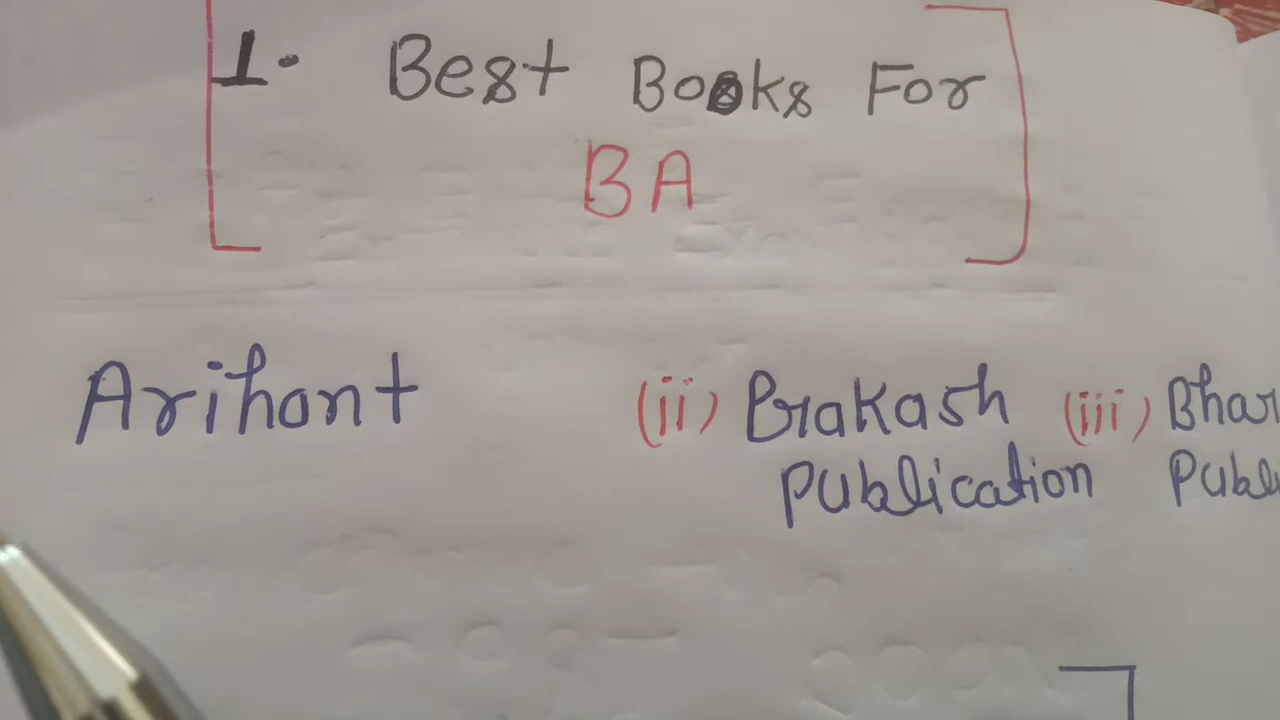 1. Best Books For
BA
Arihant (ii) Prakash (iii) Bhar
Publication Publi